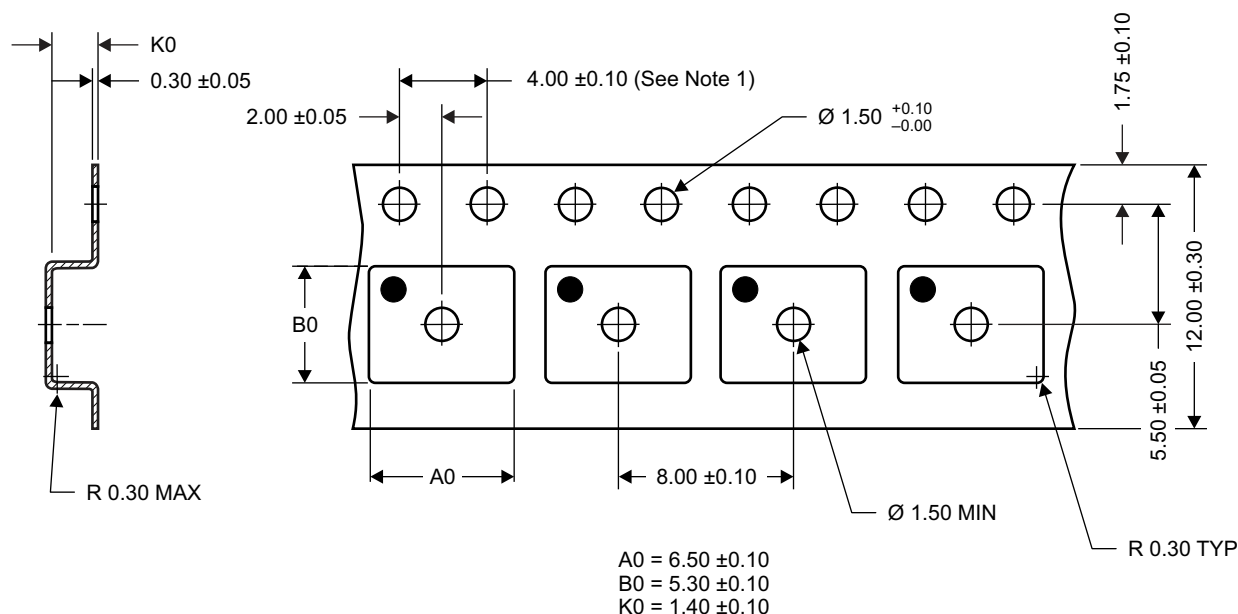 K0
0.30 ±0.05
4.00 ±0.10 (See Note 1)
2.00 ±0.05
Ø 1.50 +0.10 –0.00
1.75 ±0.10
12.00 ±0.30
5.50 ±0.05
B0
A0
8.00 ±0.10
R 0.30 MAX
Ø 1.50 MIN
R 0.30 TYP
A0 = 6.50 ±0.10
B0 = 5.30 ±0.10
K0 = 1.40 ±0.10